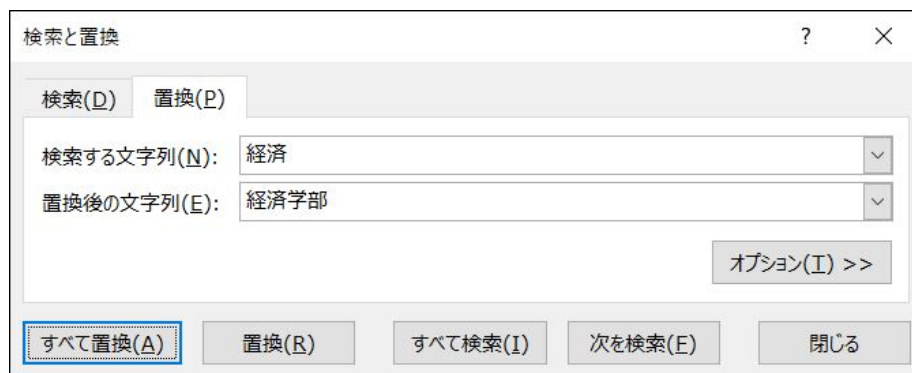 検索と置換 ?
検索(D) 置換(P)
検索する文字列(N): 経済
置換後の文字列(E): 経済学部
オプション(T) >>
すべて置換(A) 置換(R) すべて検索(I) 次を検索(F) 閉じる